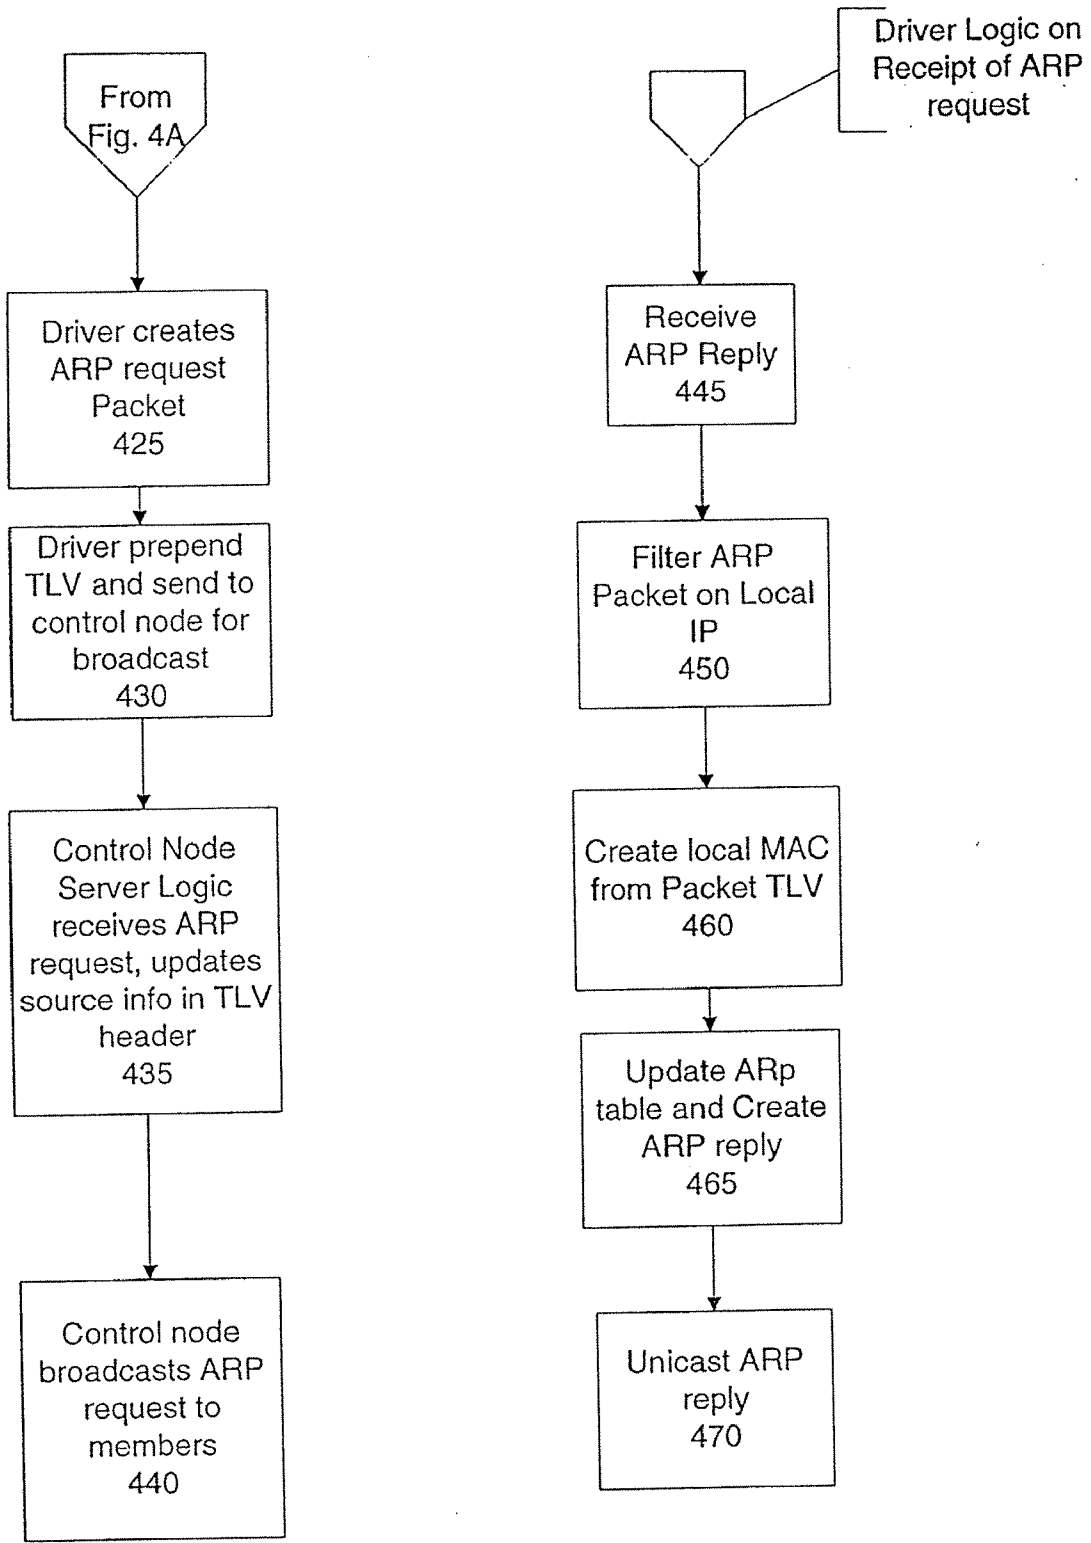 From
Fig. 4A
Driver creates
ARP request
Packet
425
Driver prepend
TLV and send to
control node for
broadcast
430
Control Node
Server Logic
receives ARP
request, updates
source info in TLV
header
435
Control node
broadcasts ARP
request to
members
440
Driver Logic on
Receipt of ARP
request
Receive
ARP Reply
445
Filter ARP
Packet on Local
IP
450
Create local MAC
from Packet TLV
460
Update ARp
table and Create
ARP reply
465
Unicast ARP
reply
470